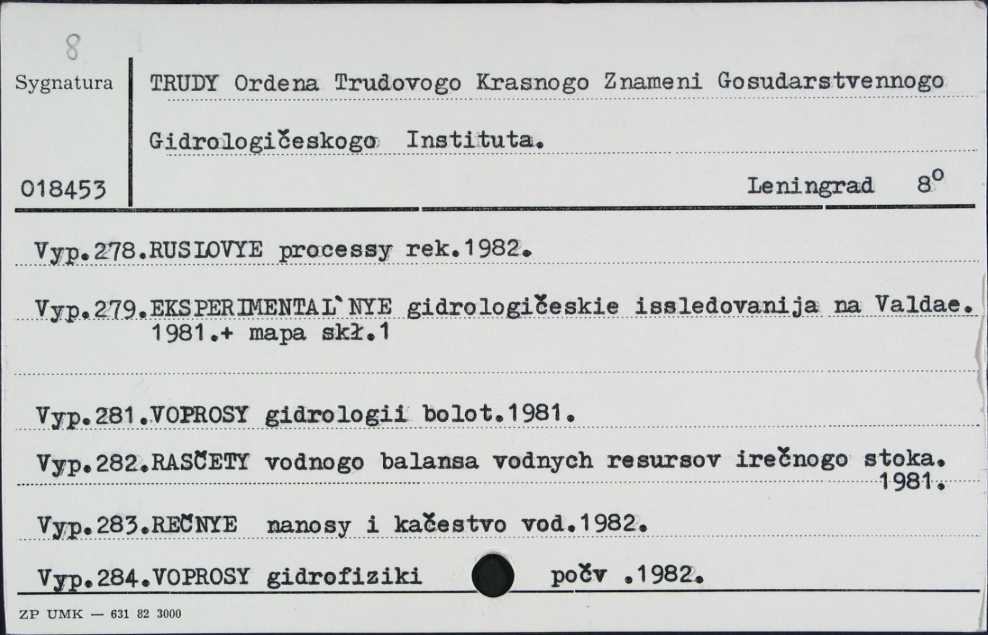 8
Sygnatura
TRUDY Ordena Trudovogo Krasnogo Znameni Gosudarstvennogo
Gidrologičeskogo Instituta.
018453
Leningrad 8º
Vyp.278.RUSLOVYE processy rek.1982.
Vyp.279.EKSPERIMENTAL`NYE gidrologičeskie issledovanija na Valdae.
1981.+ mapa skł.1
Vyp.281.VOPROSY gidrologii bolot.1981.
Vyp.282.RASČETY vodnogo balansa vodnych resursov irečnogo stoka.
1981.
Vyp.283.REČNYE nanosy i kačestvo vod.1982.
Vyp.284.VOPROSY gidrofiziki počv .1982.
ZP UMK — 631 82 3000